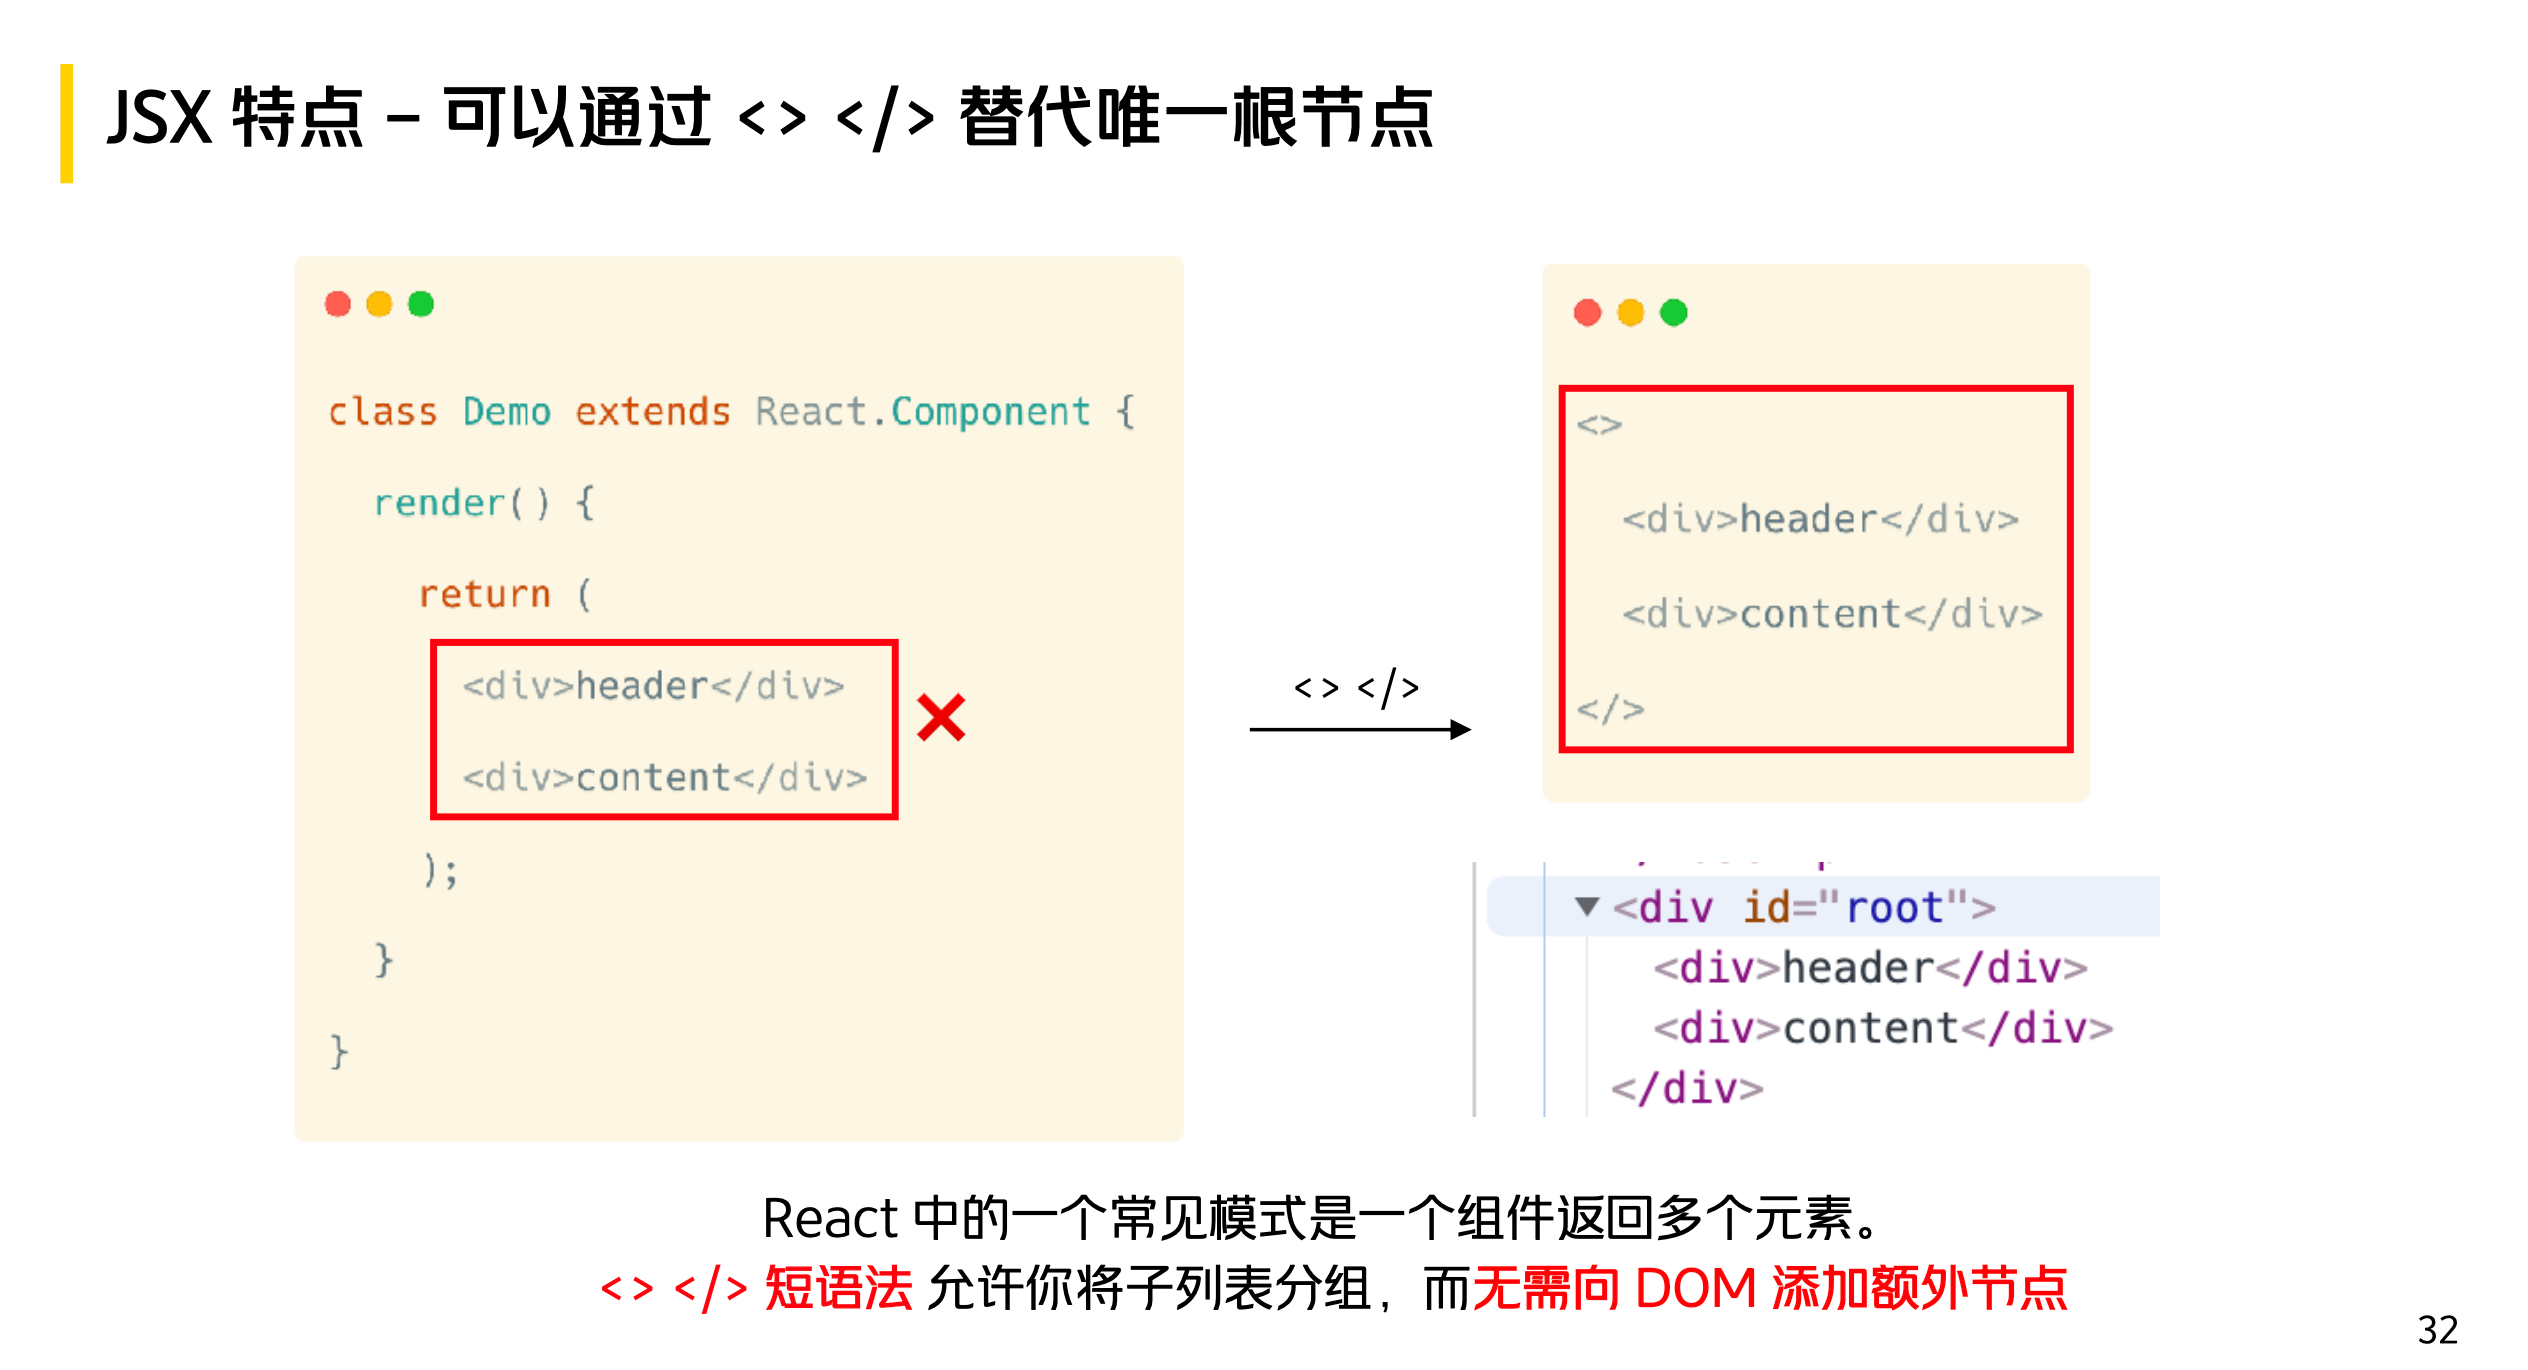 JSX 特点 – 可以通过 <> </> 替代唯一根节点
class Demo extends React.Component {
render() {
return (
<div>header</div>
<div>content</div>
);
}
}
<> </>
<>
<div>header</div>
<div>content</div>
</>
<div id="root">
<div>header</div>
<div>content</div>
</div>
React 中的一个常见模式是一个组件返回多个元素。
<> </> 短语法 允许你将子列表分组，而无需向 DOM 添加额外节点
32